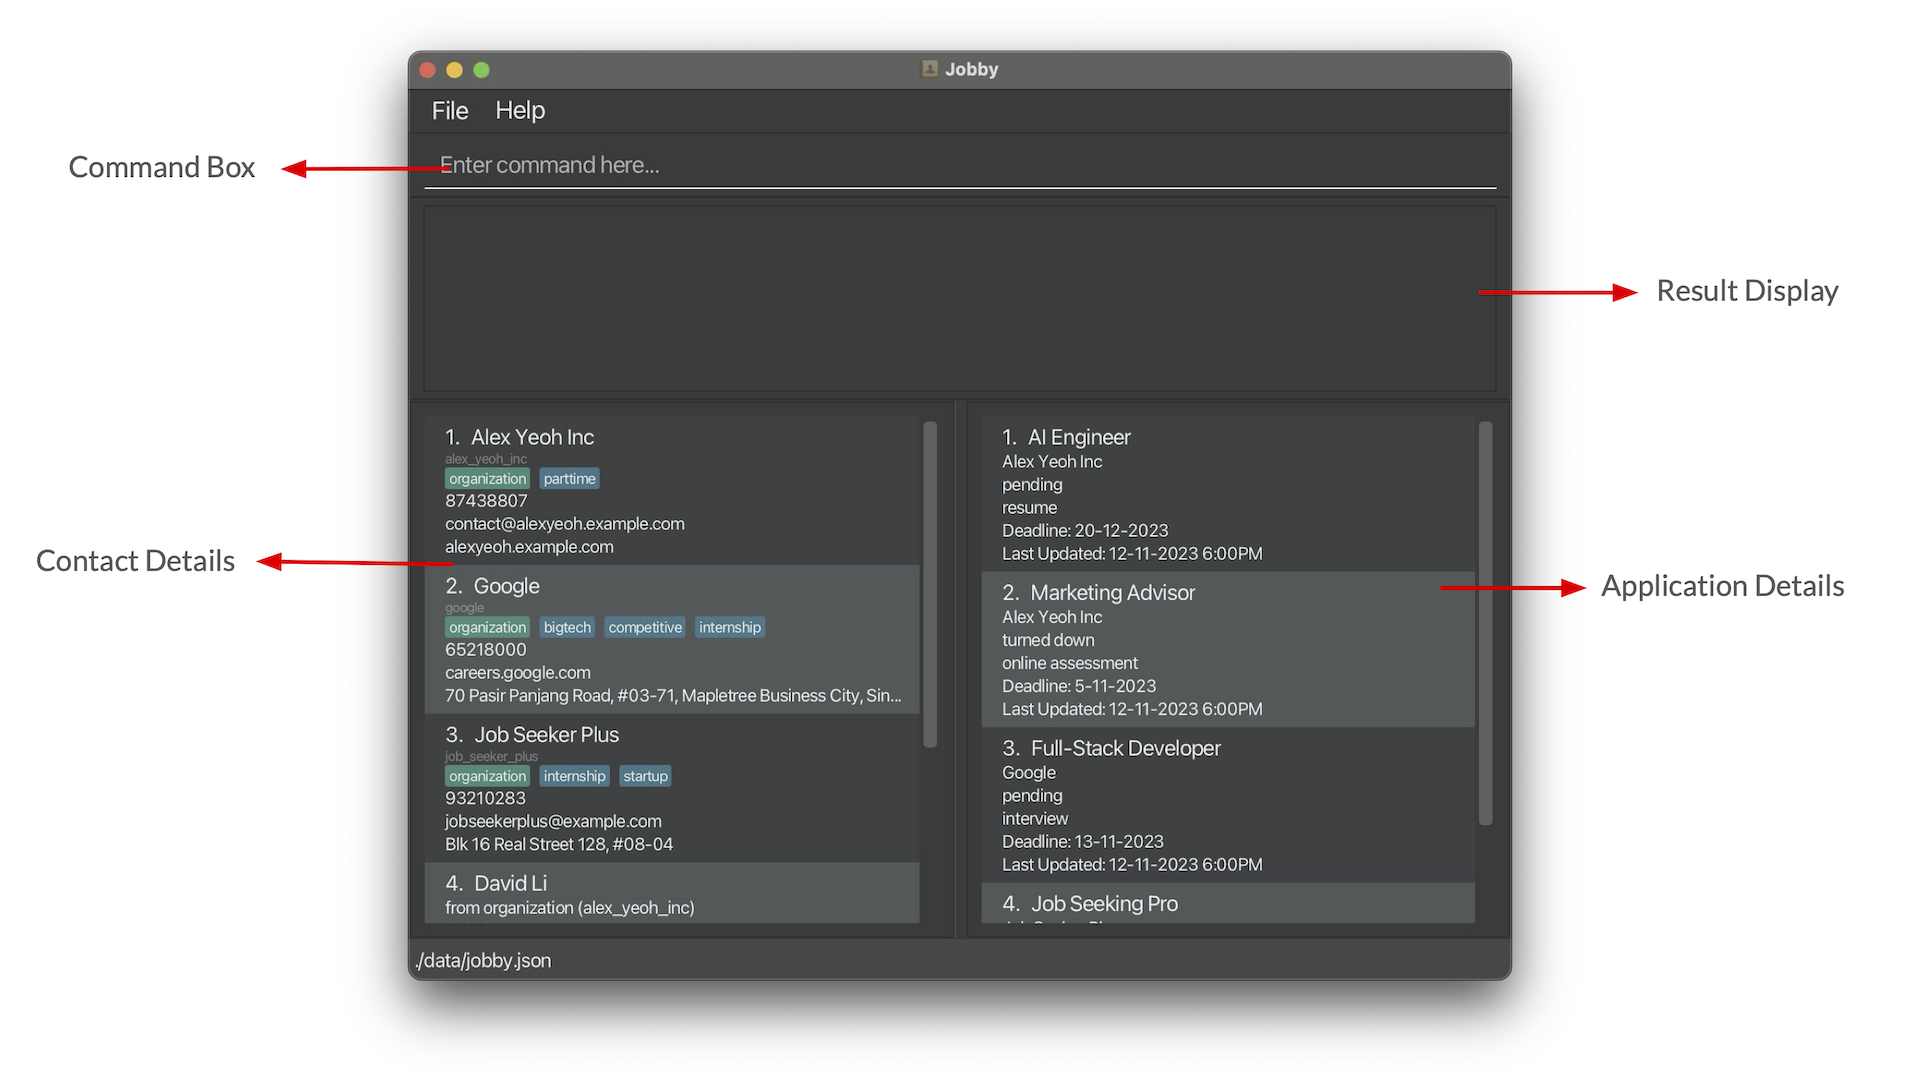 Jobby
File Help
Command Box
Enter command here...
Result Display
Contact Details
1. Alex Yeoh Inc
alex_yeoh_inc
organization parttime
87438807
contact@alexyeoh.example.com
alexyeoh.example.com
2. Google
google
organization bigtech competitive internship
65218000
careers.google.com
70 Pasir Panjang Road, #03-71, Mapletree Business City, Sin...
3. Job Seeker Plus
job_seeker_plus
organization internship startup
93210283
jobseekerplus@example.com
Blk 16 Real Street 128, #08-04
4. David Li
from organization (alex_yeoh_inc)
Application Details
1. AI Engineer
Alex Yeoh Inc
pending
resume
Deadline: 20-12-2023
Last Updated: 12-11-2023 6:00PM
2. Marketing Advisor
Alex Yeoh Inc
turned down
online assessment
Deadline: 5-11-2023
Last Updated: 12-11-2023 6:00PM
3. Full-Stack Developer
Google
pending
interview
Deadline: 13-11-2023
Last Updated: 12-11-2023 6:00PM
4. Job Seeking Pro
./data/jobby.json